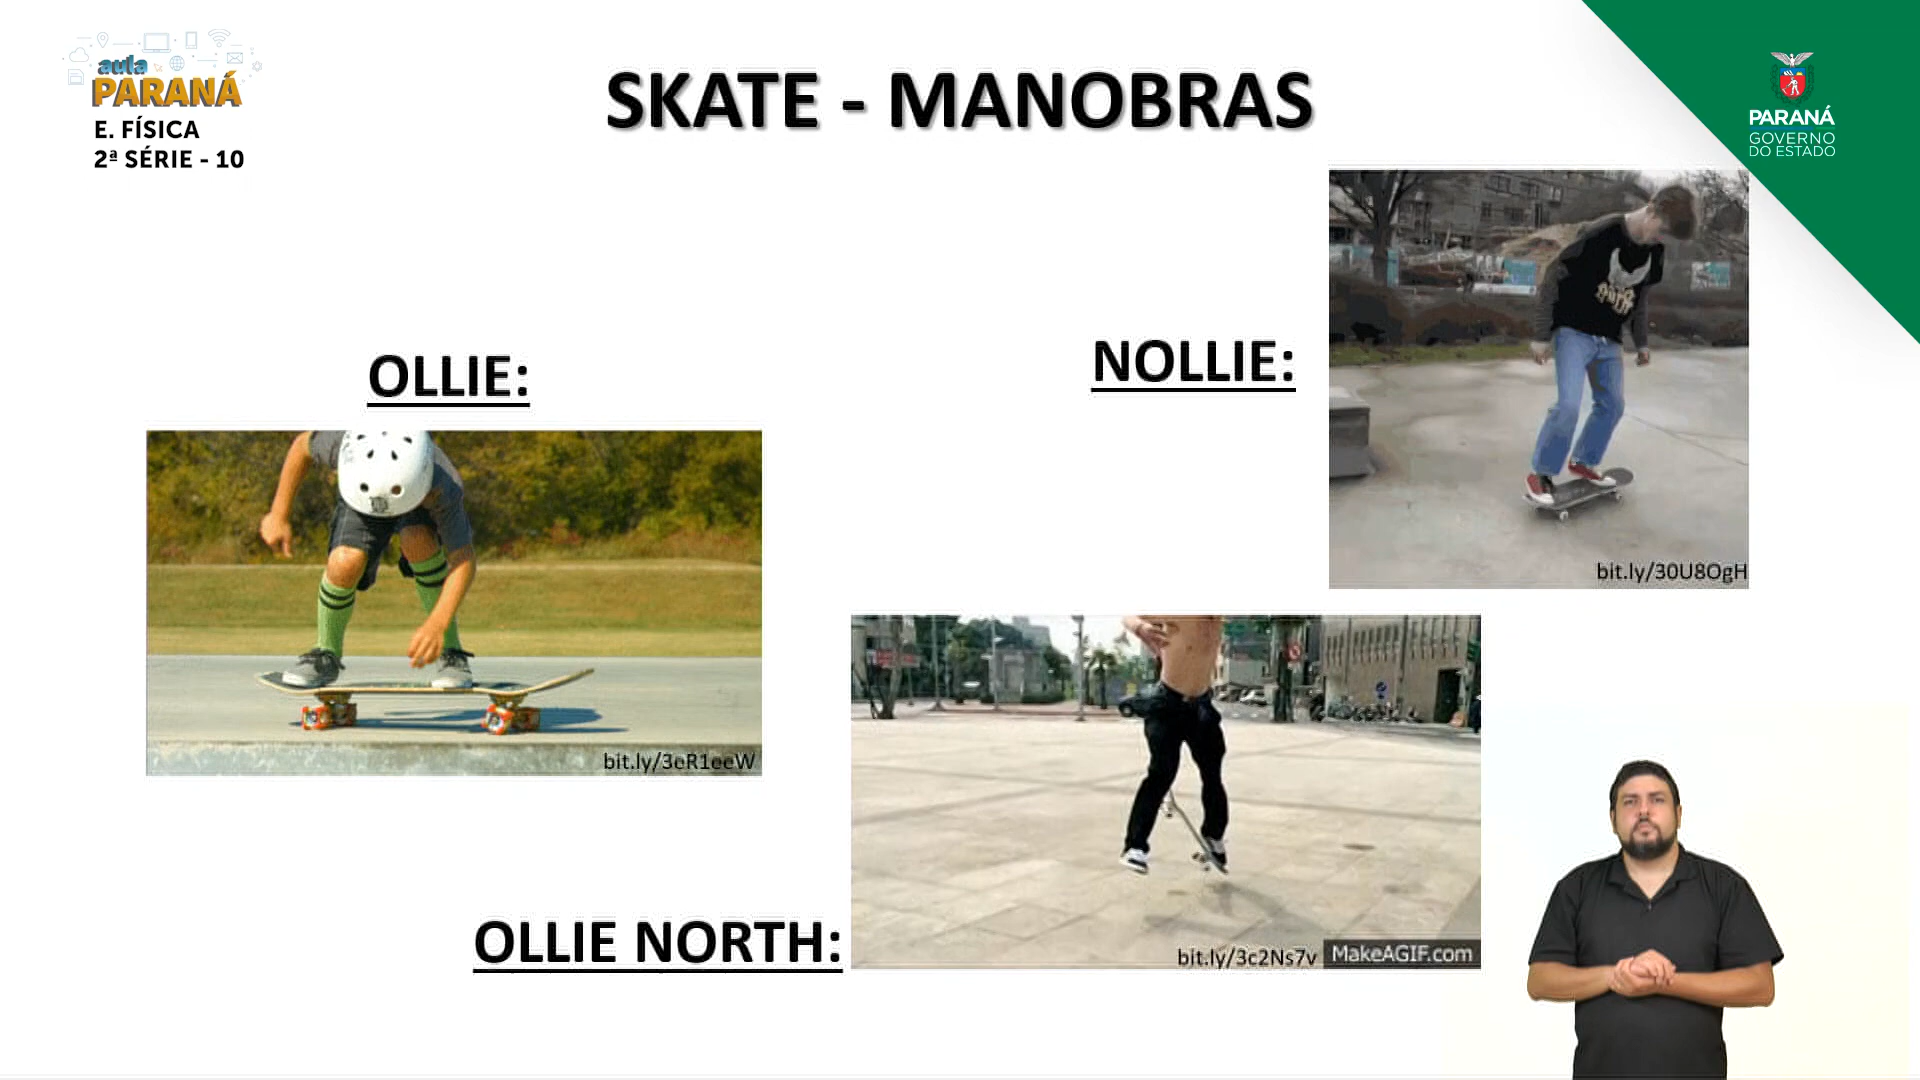 aula
PARANÁ
E. FÍSICA
2ª SÉRIE - 10
SKATE - MANOBRAS
PARANÁ
GOVERNO
DO ESTADO
OLLIE:
bit.ly/3eR1eeW
NOLLIE:
bit.ly/30U8OgH
OLLIE NORTH:
bit.ly/3c2Ns7v
MakeAGIF.com